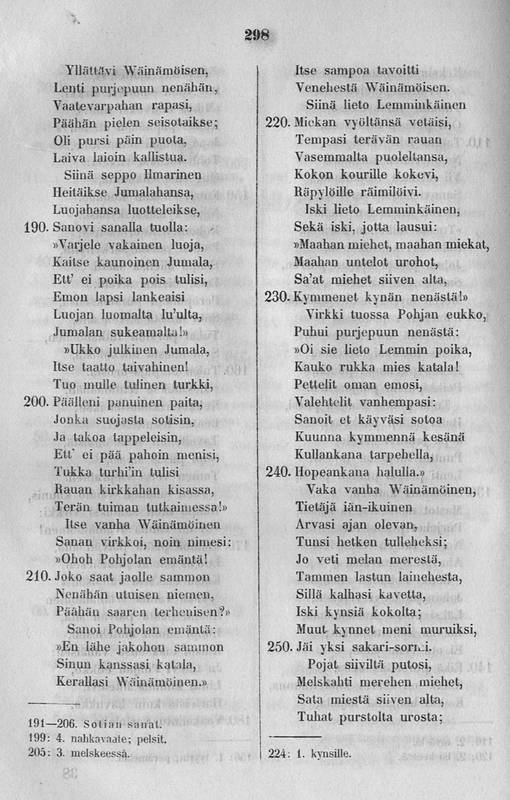 298
Yllättävi Wäinämöisen,
Lenti purjepuun nenähän,
Vaatevarpahan rapasi,
Päähän pielen seisotaikse;
Oli pursi päin puota,
Laiva laioin kallistua.
Siinä seppo Ilmarinen
Heitäikse Jumalahansa,
Luojahansa luotteleikse,
190. Sanovi sanalla tuolla:
»Varjele vakainen luoja,
Kaitse kaunoinen Jumala,
Ett' ei poika pois tulisi,
Emon lapsi lankeaisi
Luojan luomalta lu'ulta,
Jumalan sukeamalta!»
»Ukko julkinen Jumala,
Itse taatto taivahinen!
Tuo mulle tulinen turkki,
200. Päälleni panuinen paita,
Jonka suojasta sotisin,
Ja takoa tappeleisin,
Ett' ei pää pahoin menisi,
Tukka turhi'in tulisi
Rauan kirkkahan kisassa,
Terän tuiman tutkaimessa!»
Itse vanha Wäinämöinen
Sanan virkkoi, noin nimesi:
»Ohoh Pohjolan emäntä!
210. Joko saat jaolle sammon
Nenähän utuisen niemen,
Päähän saaren terhenisen?»
Sanoi Pohjolan emäntä:
»En lähe jakohon sammon
Sinun kanssasi katala,
Kerallasi Wäinämöinen.»
191—206. Sotian sanat.
199: 4. nahkavaate; pelsit.
205: 3. melskeessä.
Itse sampoa tavoitti
Venehestä Wäinämöisen.
Siinä lieto Lemminkäinen
220. Miekan vyöltänsä vetäisi,
Tempasi terävän rauan
Vasemmalta puoleltansa,
Kokon kourille kokevi,
Räpylöille räimilöivi.
Iski lieto Lemminkäinen,
Sekä iski, jotta lausui:
»Maahan miehet, maahan miekat,
Maahan untelot urohot,
Sa'at miehet siiven alta,
230. Kymmenet kynän nenästä!»
Virkki tuossa Pohjan eukko,
Puhui purjepuun nenästä:
»Oi sie lieto Lemmin poika,
Kauko rukka mies katala!
Pettelit oman emosi,
Valehtelit vanhempasi:
Sanoit et käyväsi sotoa
Kuunna kymmennä kesänä
Kullankana tarpehella,
240. Hopeankana halulla.»
Vaka vanha Wäinämöinen,
Tietäjä iän-ikuinen
Arvasi ajan olevan,
Tunsi hetken tulleheksi;
Jo veti melan merestä,
Tammen lastun lainehesta,
Sillä kalhasi kavetta,
Iski kynsiä kokolta;
Muut kynnet meni muruiksi,
250. Jäi yksi sakari-sormi.
Pojat siiviltä putosi,
Melskahti merehen miehet,
Sata miestä siiven alta,
Tuhat purstolta urosta;
224: 1. kynsille.